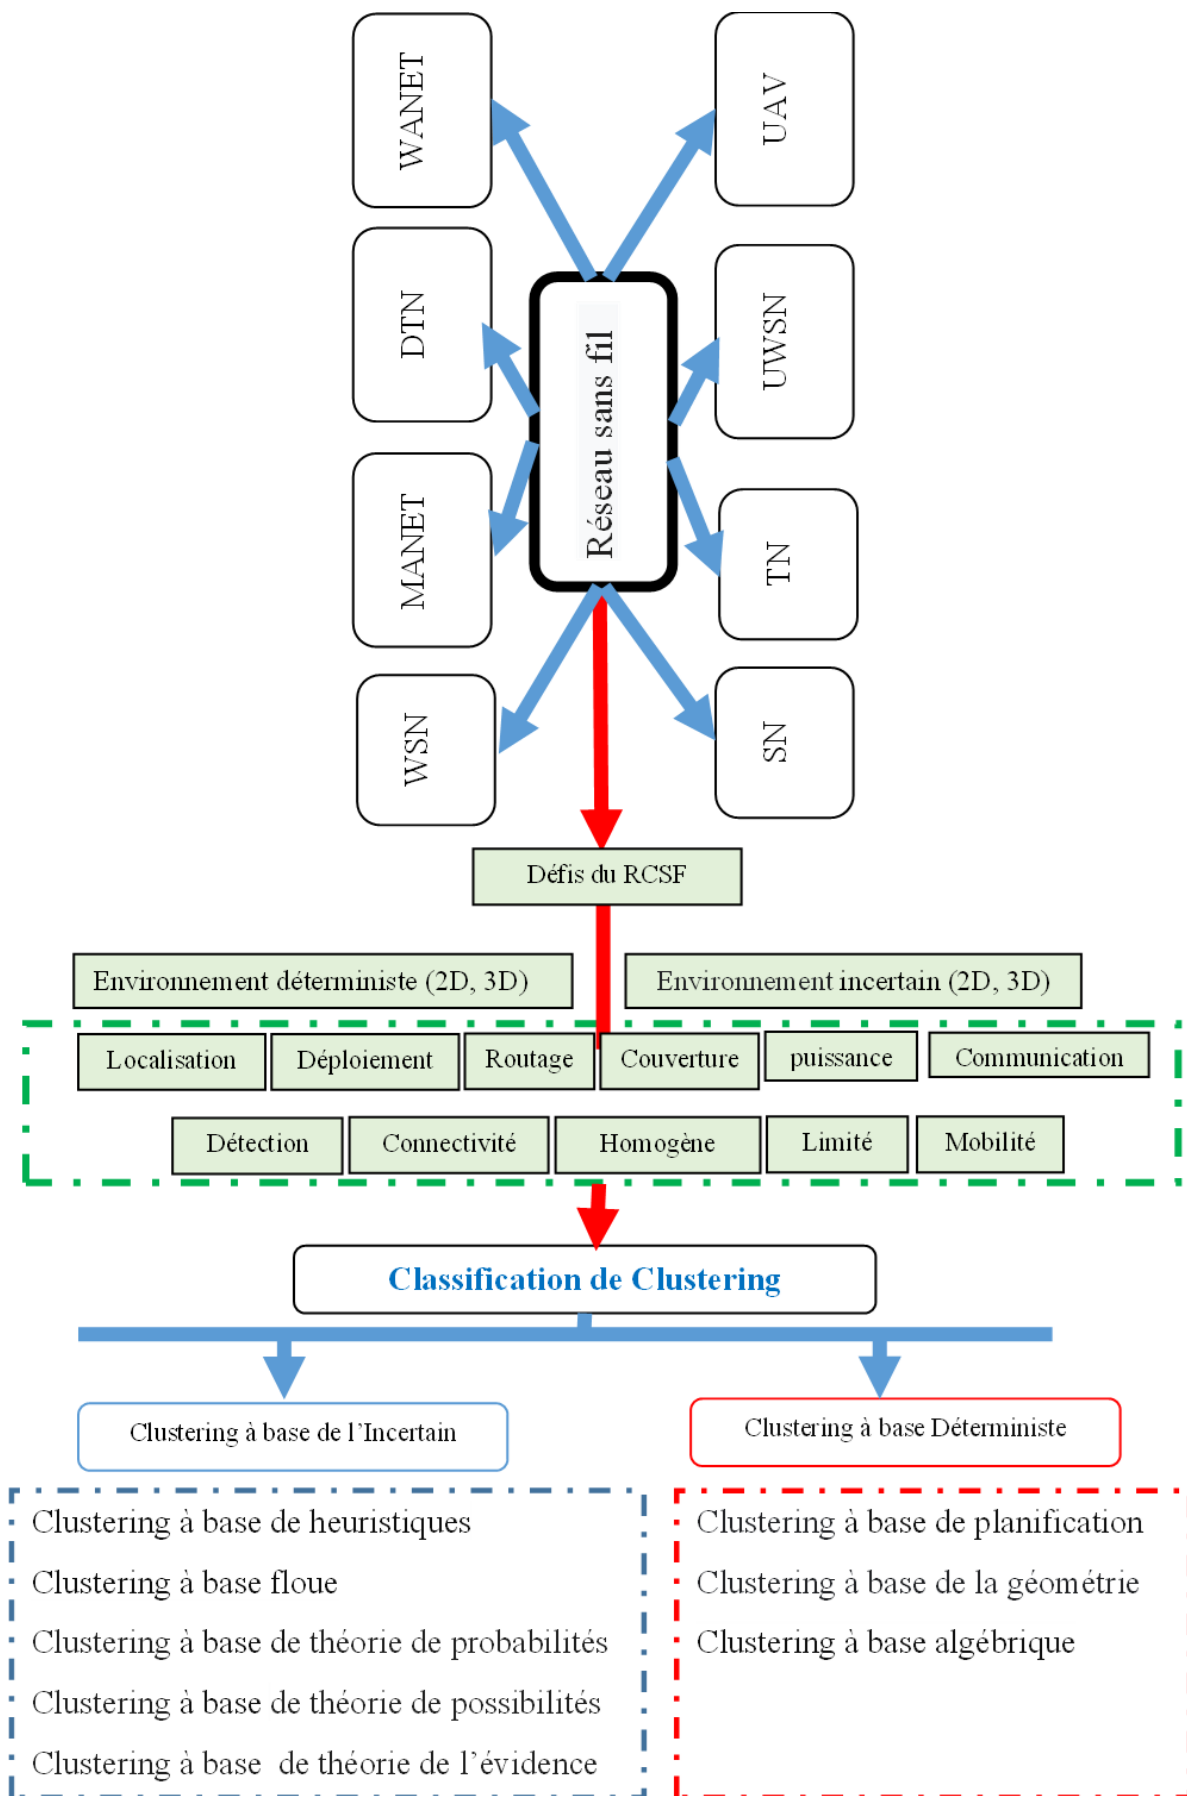 WANET
UAV
DTN
UWSN
Réseau sans fil
MANET
TN
WSN
SN
Défis du RCSF
Environnement déterministe (2D, 3D)
Environnement incertain (2D, 3D)
Localisation
Déploiement
Routage
Couverture
puissance
Communication
Détection
Connectivité
Homogène
Limité
Mobilité
Classification de Clustering
Clustering à base de l’Incertain
Clustering à base Déterministe
Clustering à base de heuristiques
Clustering à base floue
Clustering à base de théorie de probabilités
Clustering à base de théorie de possibilités
Clustering à base de théorie de l’évidence
Clustering à base de planification
Clustering à base de la géométrie
Clustering à base algébrique